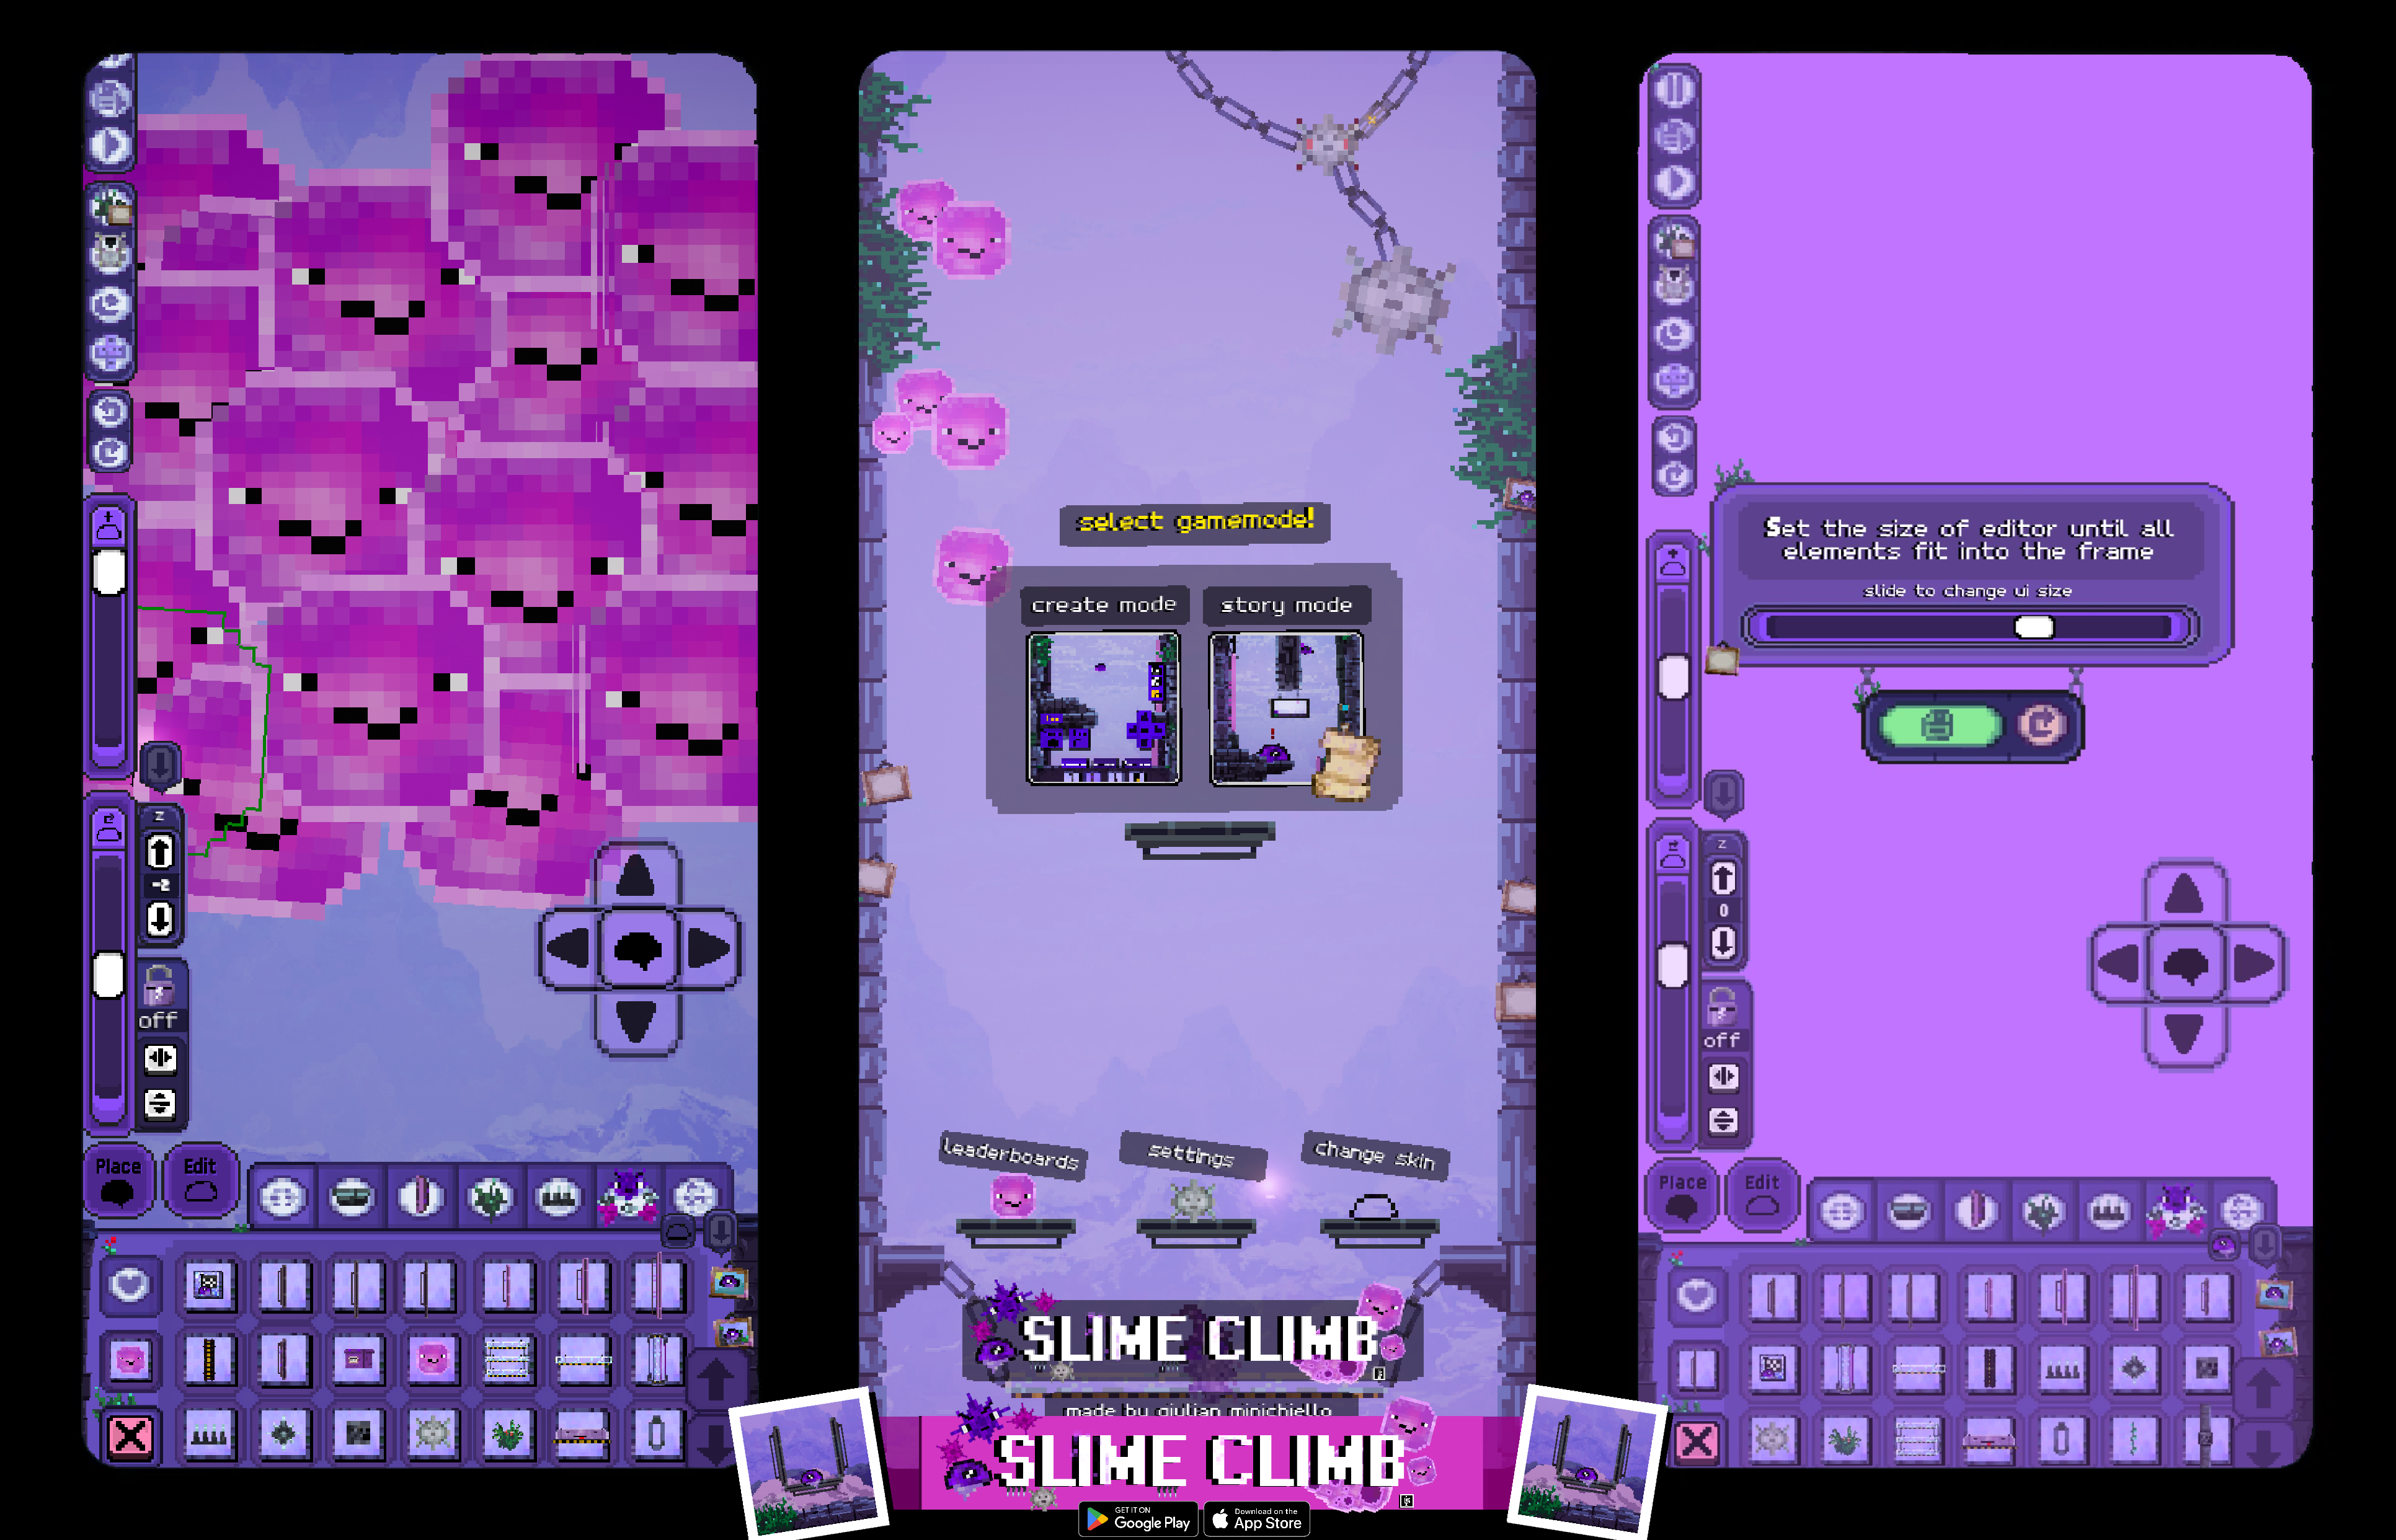 z
-2
off
Place
Edit
select gamemode!
create mode
story mode
leaderboards
settings
change skin
SLIME CLIMB
made by giulian minichiello
SLIME CLIMB
GET IT ON
Google Play
Download on the
App Store
Set the size of editor until all
elements fit into the frame
slide to change ui size
z
0
off
Place
Edit